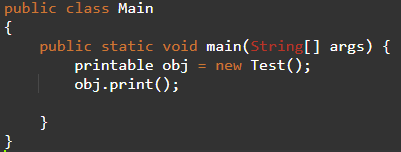 public class Main
{
    public static void main(String[] args) {
        printable obj = new Test();
        obj.print();
    }
}